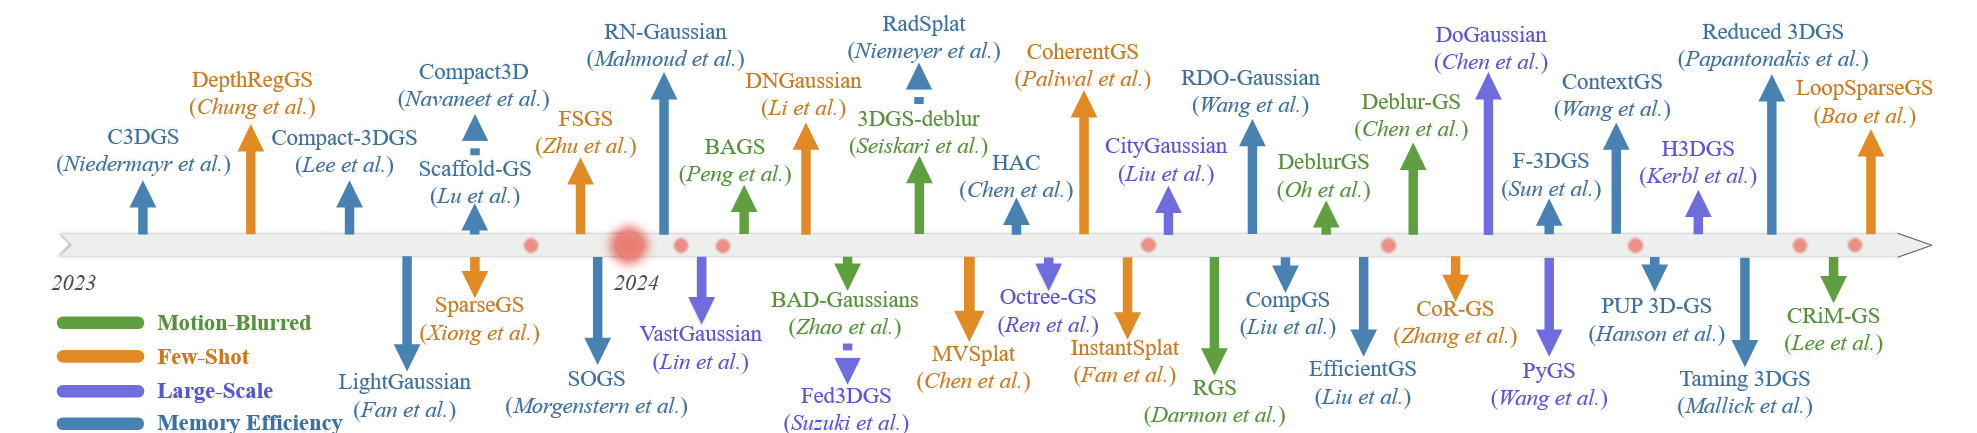 C3DGS
(Niedermayr et al.)
DepthRegGS
(Chung et al.)
Compact-3DGS
(Lee et al.)
Compact3D
(Navaneet et al.)
Scaffold-GS
(Lu et al.)
FSGS
(Zhu et al.)
RN-Gaussian
(Mahmoud et al.)
BAGS
(Peng et al.)
DNGaussian
(Li et al.)
RadSplat
(Niemeyer et al.)
3DGS-deblur
(Seiskari et al.)
HAC
(Chen et al.)
CoherentGS
(Paliwal et al.)
CityGaussian
(Liu et al.)
RDO-Gaussian
(Wang et al.)
DeblurGS
(Oh et al.)
Deblur-GS
(Chen et al.)
DoGaussian
(Chen et al.)
F-3DGS
(Sun et al.)
ContextGS
(Wang et al.)
H3DGS
(Kerbl et al.)
Reduced 3DGS
(Papantonakis et al.)
LoopSparseGS
(Bao et al.)
2023
2024
LightGaussian
(Fan et al.)
SparseGS
(Xiong et al.)
SOGS
(Morgenstern et al.)
VastGaussian
(Lin et al.)
BAD-Gaussians
(Zhao et al.)
Fed3DGS
(Suzuki et al.)
MVSplat
(Chen et al.)
Octree-GS
(Ren et al.)
InstantSplat
(Fan et al.)
RGS
(Darmon et al.)
CompGS
(Liu et al.)
EfficientGS
(Liu et al.)
CoR-GS
(Zhang et al.)
PyGS
(Wang et al.)
PUP 3D-GS
(Hanson et al.)
Taming 3DGS
(Mallick et al.)
CRiM-GS
(Lee et al.)
Motion-Blurred
Few-Shot
Large-Scale
Memory Efficiency